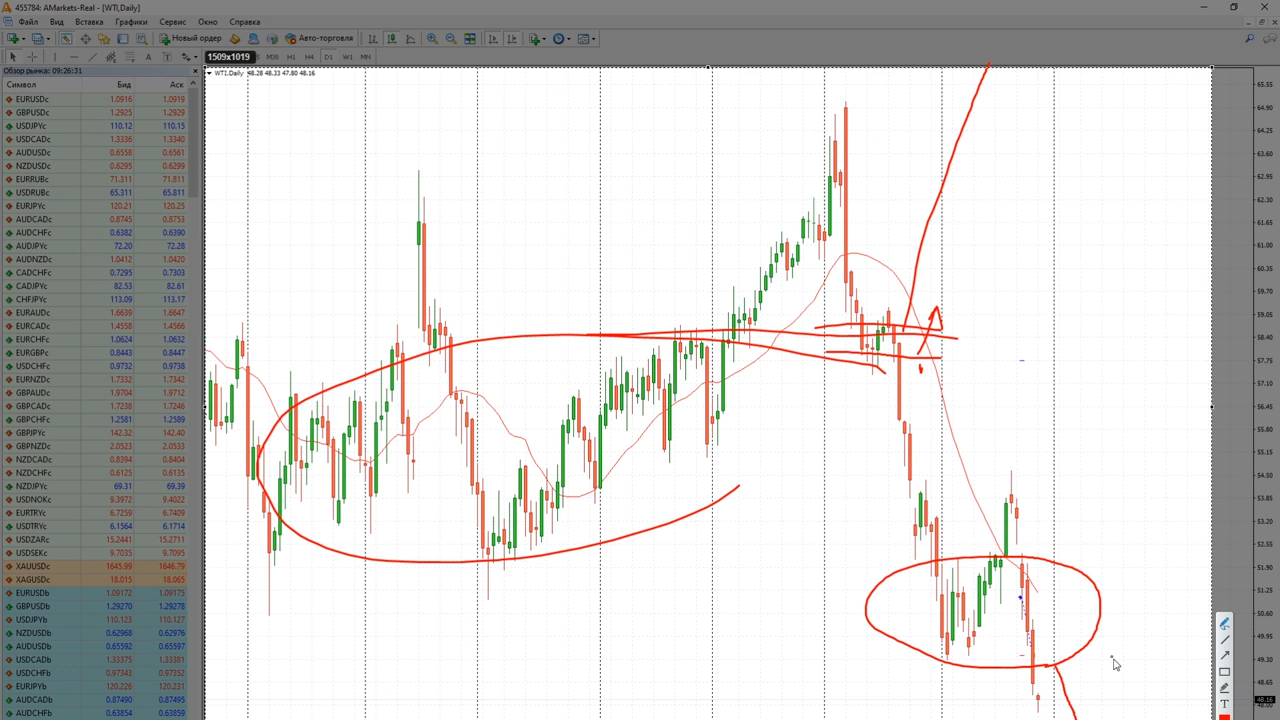 455784: AMarkets-Real - [WTI,Daily]
Файл Вид Вставка Графики Сервис Окно Справка
Новый ордер Авто-торговля
1509x1019 M30 H1 H4 D1 W1 MN
Обзор рынка: 09:26:31
Символ Бид Аск
WTI,Daily 48.28 48.33 47.80 48.16
EURUSDc 1.0916 1.0919
GBPUSDc 1.2925 1.2929
USDJPYc 110.12 110.15
USDCADc 1.3336 1.3340
AUDUSDc 0.6558 0.6561
NZDUSDc 0.6295 0.6299
EURRUBc 71.311 71.811
USDRUBc 65.311 65.811
EURJPYc 120.21 120.25
AUDCADc 0.8745 0.8753
AUDCHFc 0.6382 0.6390
AUDJPYc 72.20 72.28
AUDNZDc 1.0412 1.0420
CADCHFc 0.7295 0.7303
CADJPYc 82.53 82.61
CHFJPYc 113.09 113.17
EURAUDc 1.6639 1.6647
EURCADc 1.4558 1.4566
EURCHFc 1.0624 1.0632
EURGBPc 0.8443 0.8447
USDCHFc 0.9732 0.9738
EURNZDc 1.7332 1.7342
GBPAUDc 1.9704 1.9712
GBPCADc 1.7238 1.7246
GBPCHFc 1.2581 1.2589
GBPJPYc 142.32 142.40
GBPNZDc 2.0523 2.0533
NZDCADc 0.8394 0.8404
NZDCHFc 0.6125 0.6135
NZDJPYc 69.31 69.39
USDNOKc 9.3972 9.4022
EURTRYc 6.7259 6.7409
USDTRYc 6.1564 6.1714
USDZARc 15.2441 15.2711
USDSEKc 9.7035 9.7095
XAUUSDc 1645.99 1646.79
XAGUSDc 18.015 18.065
EURUSDb 1.09172 1.09175
GBPUSDb 1.29270 1.29278
USDJPYb 110.123 110.127
NZDUSDb 0.62968 0.62976
AUDUSDb 0.65592 0.65597
USDCADb 1.33375 1.33381
USDCHFb 0.97343 0.97352
EURJPYb 120.226 120.231
AUDCADb 0.87490 0.87495
AUDCHFb 0.63854 0.63859
65.55
64.90
64.25
63.60
62.95
62.30
61.65
61.00
60.35
59.70
59.05
58.40
57.75
57.10
56.45
55.80
55.15
54.50
53.85
53.20
52.55
51.90
51.25
50.60
49.95
49.30
48.65
48.16
48.00
T